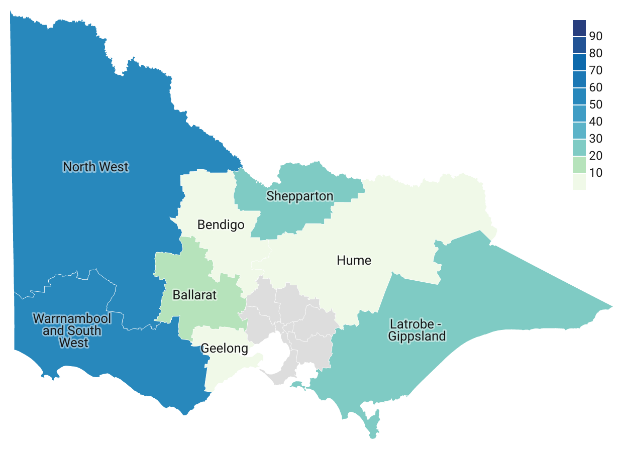 90
80
70
60
50
40
30
20
10
North West
Shepparton
Bendigo
Hume
Ballarat
Warrnambool
and South
West
Latrobe -
Gippsland
Geelong